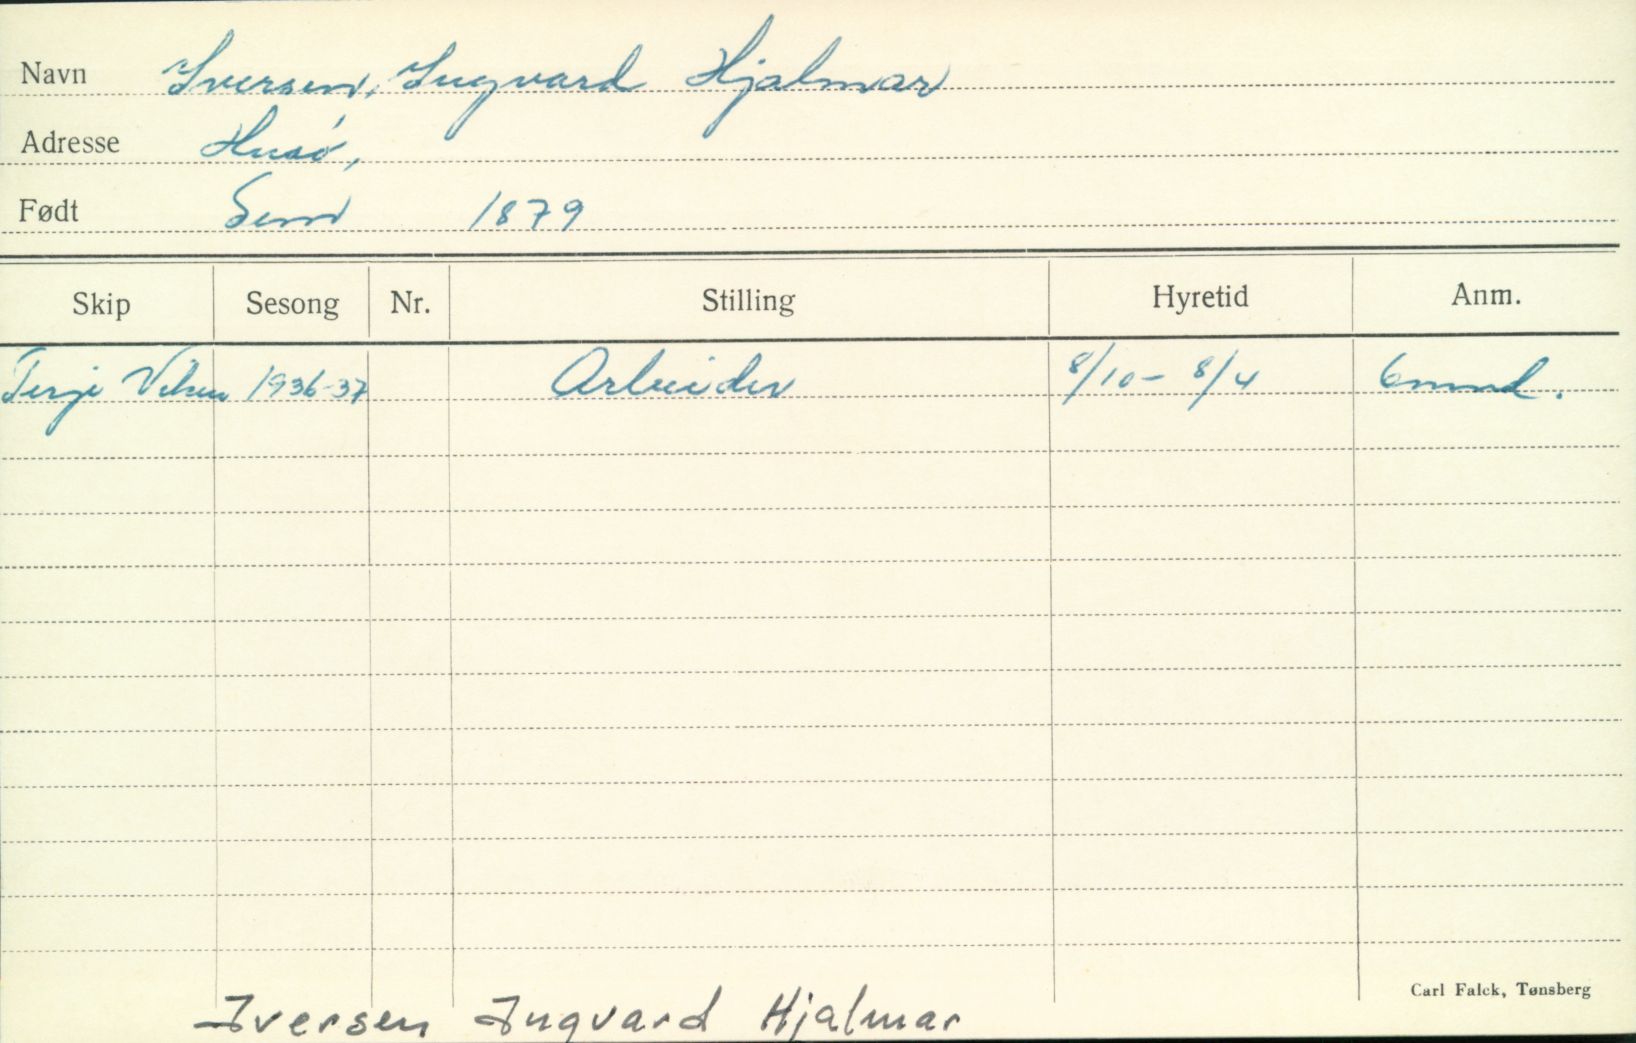 Navn Iversen, Ingvard Hjalmar
Adresse Husö,
Født Sem 1879
Skip Sesong Nr. Stilling Hyretid Anm.
Terje Viken 1936-37 Arbeider 8/10 - 8/4 6 mnd.
Carl Falck, Tønsberg
Iversen Ingvard Hjalmar